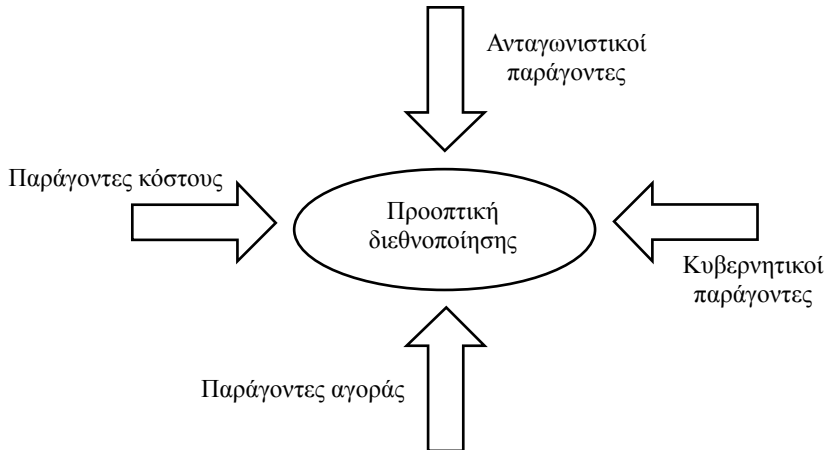 Ανταγωνιστικοί
παράγοντες
Παράγοντες κόστους
Προοπτική
διεθνοποίησης
Κυβερνητικοί
παράγοντες
Παράγοντες αγοράς